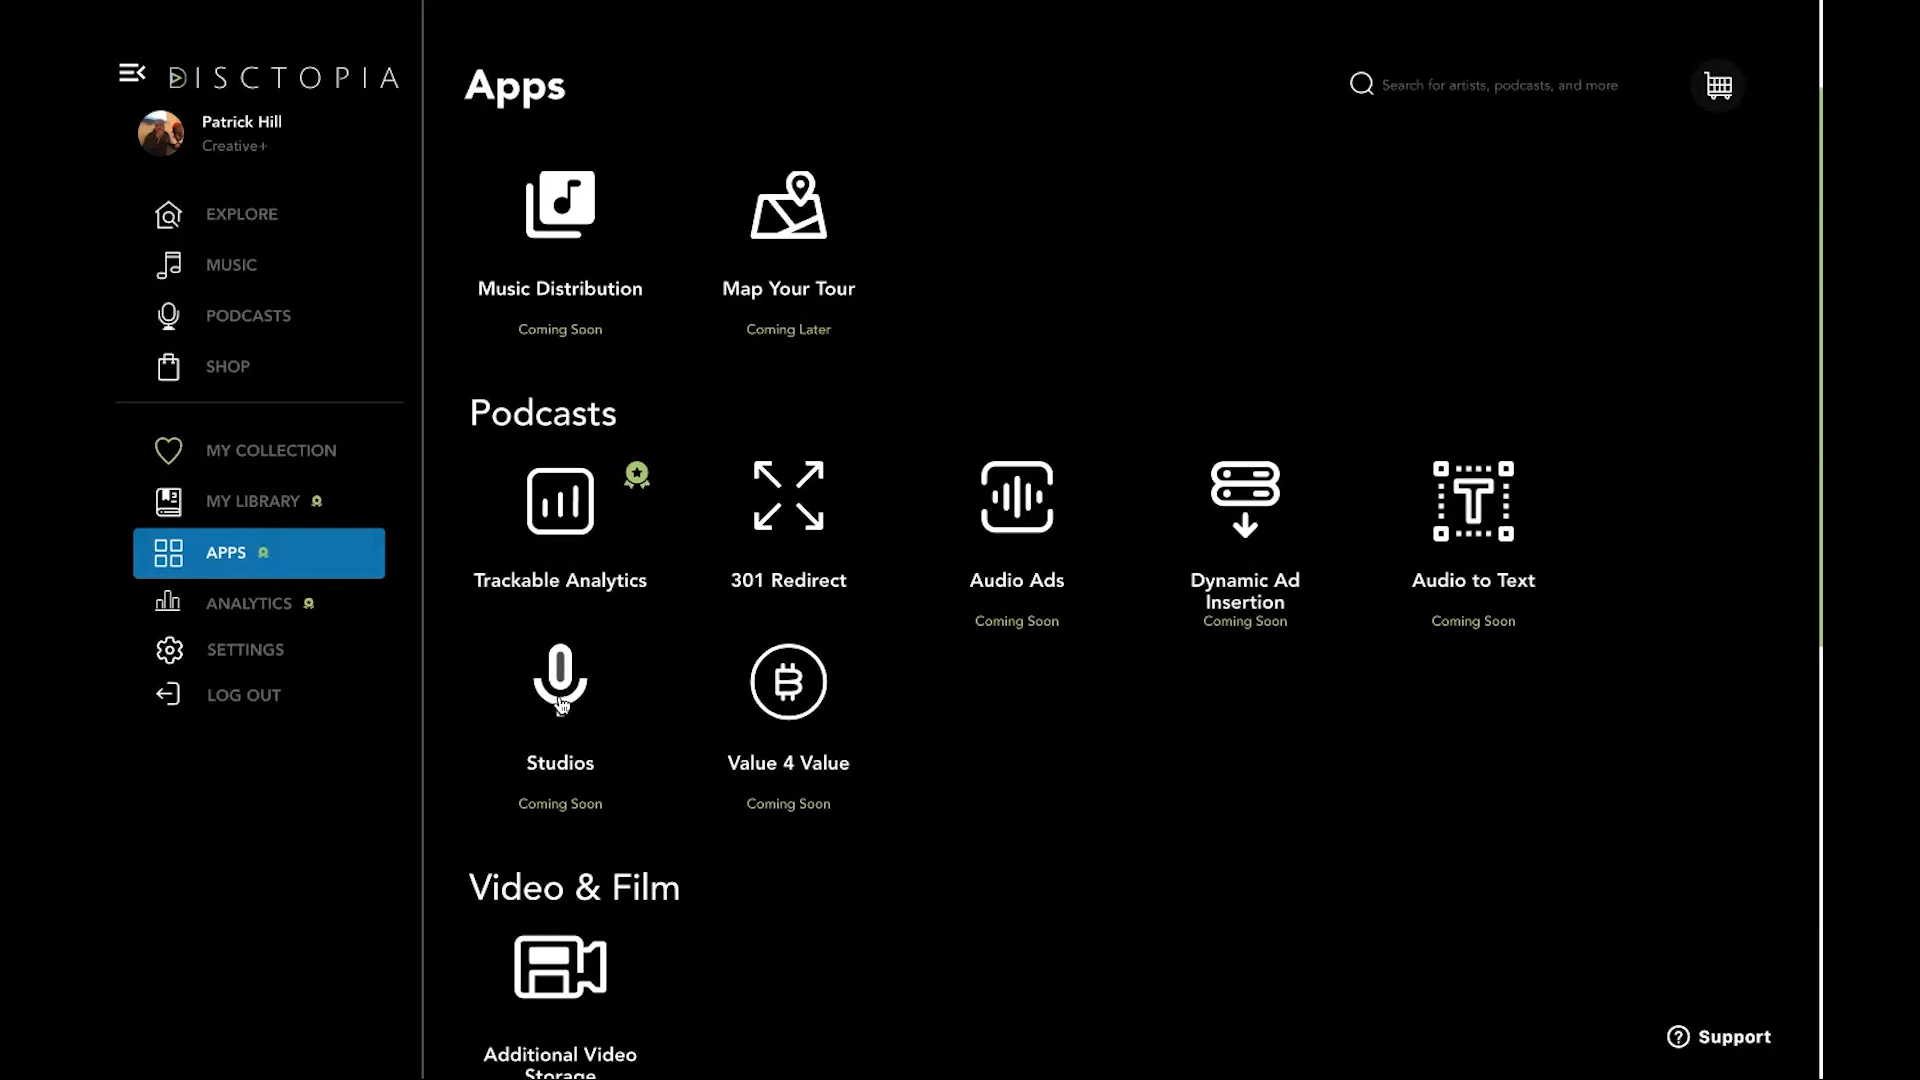 DISCTOPIA
Patrick Hill
Creative+
EXPLORE
MUSIC
PODCASTS
SHOP
MY COLLECTION
MY LIBRARY
APPS
ANALYTICS
SETTINGS
LOG OUT
Apps
Search for artists, podcasts, and more
Music Distribution
Coming Soon
Map Your Tour
Coming Later
Podcasts
Trackable Analytics
301 Redirect
Audio Ads
Coming Soon
Dynamic Ad
Insertion
Coming Soon
Audio to Text
Coming Soon
Studios
Coming Soon
Value 4 Value
Coming Soon
Video & Film
Additional Video
Storage
Support